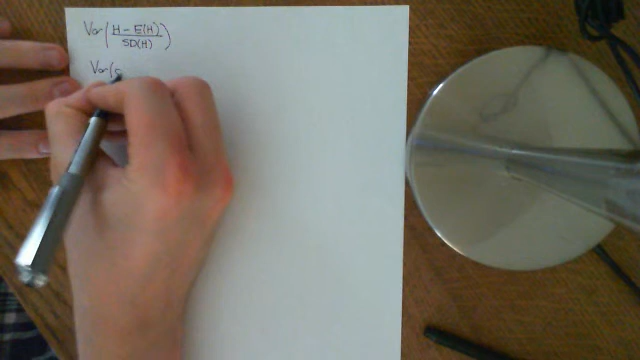 Var(H - E(H) / SD(H))
Var(